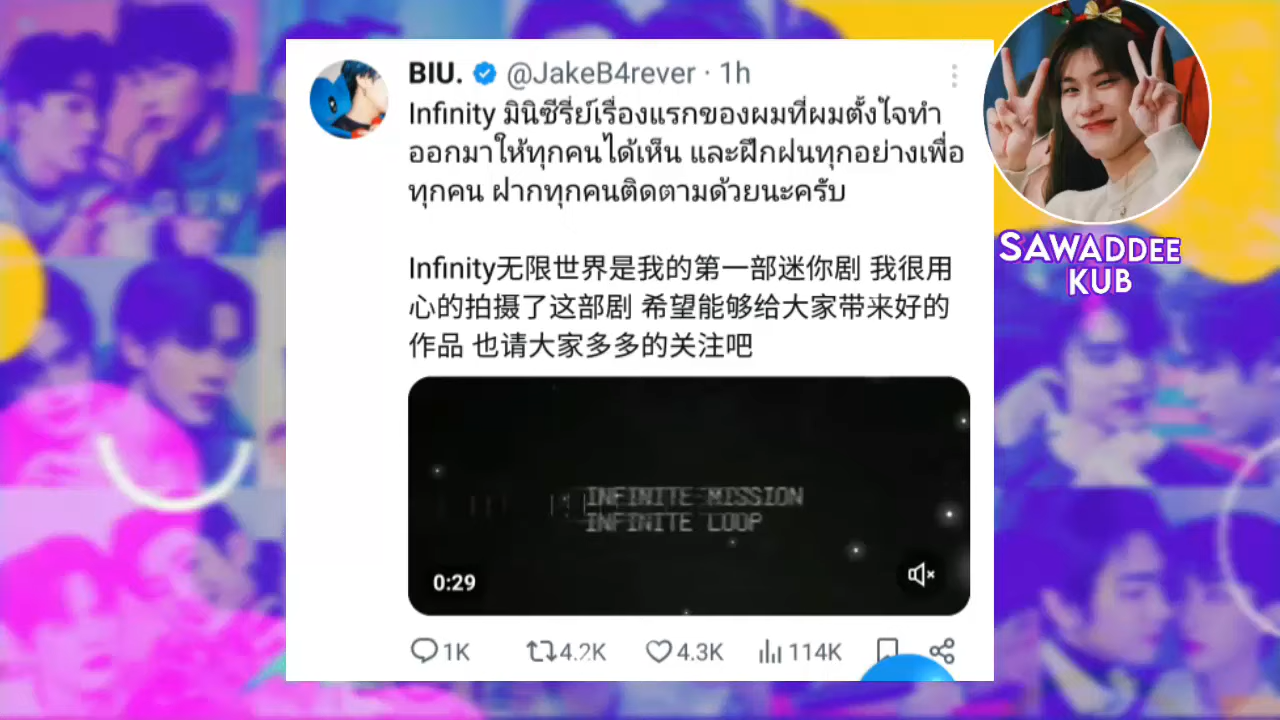 BIU. @JakeB4rever · 1h
Infinity มินิซีรี่ย์เรื่องแรกของผมที่ผมตั้งใจทำ
ออกมาให้ทุกคนได้เห็น และฝึกฝนทุกอย่างเพื่อ
ทุกคน ฝากทุกคนติดตามด้วยนะครับ
Infinity无限世界是我的第一部迷你剧 我很用
心的拍摄了这部剧 希望能够给大家带来好的
作品 也请大家多多的关注吧
INFINITE MISSION
INFINITE LOOP
0:29
1K 4.2K 4.3K 114K
SAWADDEE
KUB